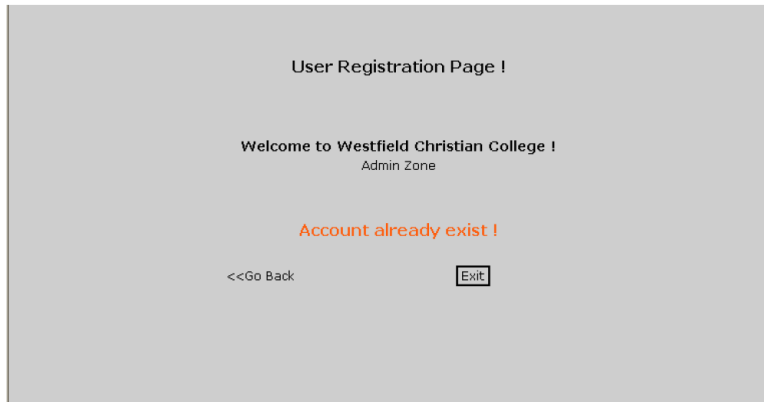 User Registration Page !
Welcome to Westfield Christian College !
Admin Zone
Account already exist !
<<Go Back Exit